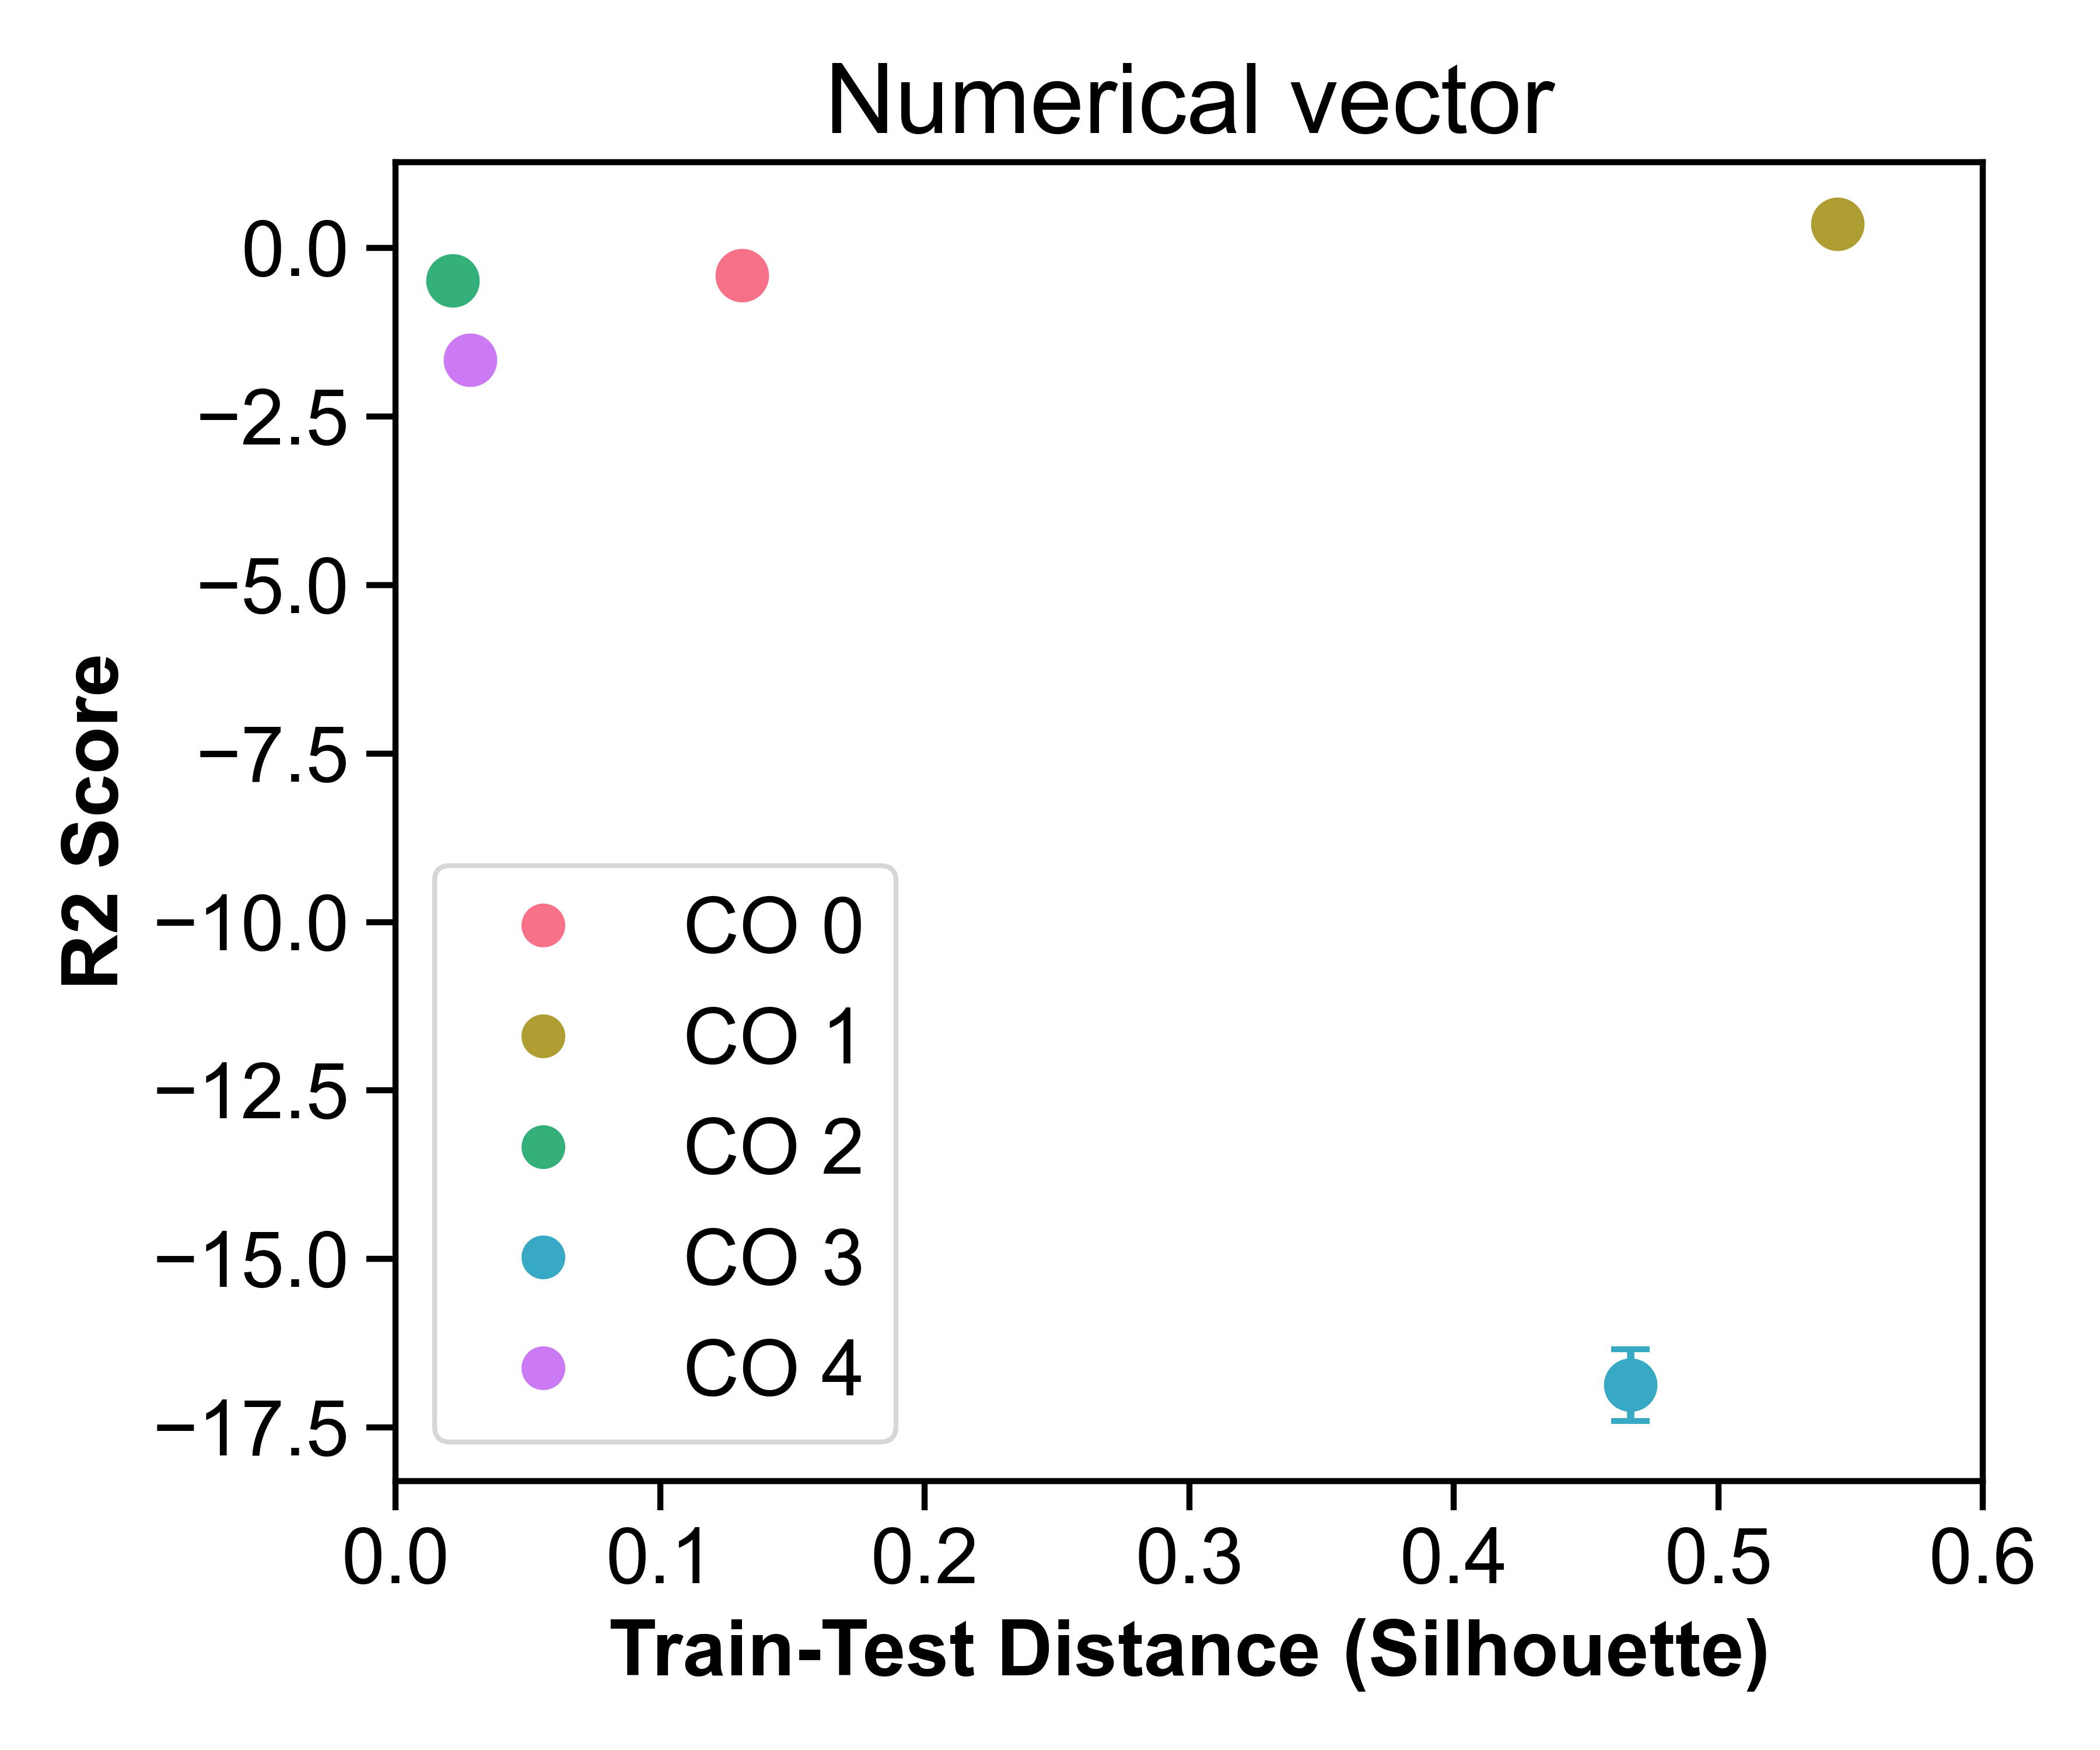 Numerical vector
0.0
−2.5
−5.0
−7.5
−10.0
−12.5
−15.0
−17.5
R2 Score
CO 0
CO 1
CO 2
CO 3
CO 4
0.0 0.1 0.2 0.3 0.4 0.5 0.6
Train-Test Distance (Silhouette)